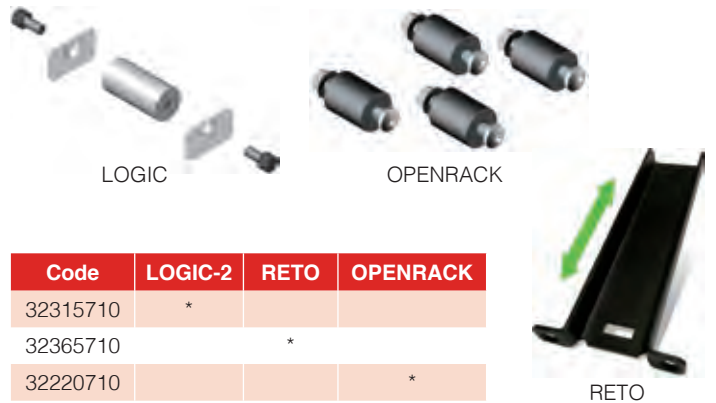 LOGIC
OPENRACK
Code LOGIC-2 RETO OPENRACK
32315710 *
32365710 *
32220710 *
RETO